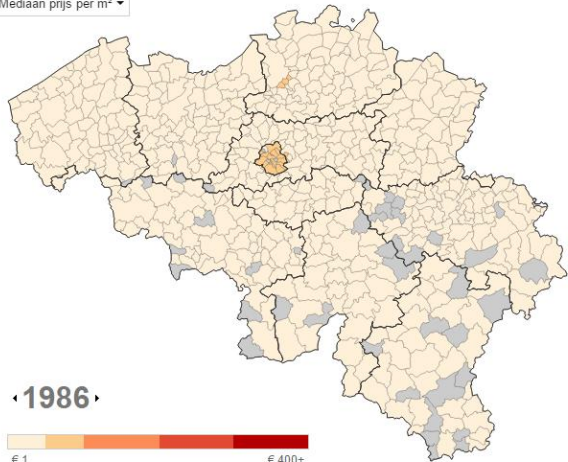 Mediaan prijs per m² ▾
◂ 1986 ▸
€ 1 € 400+